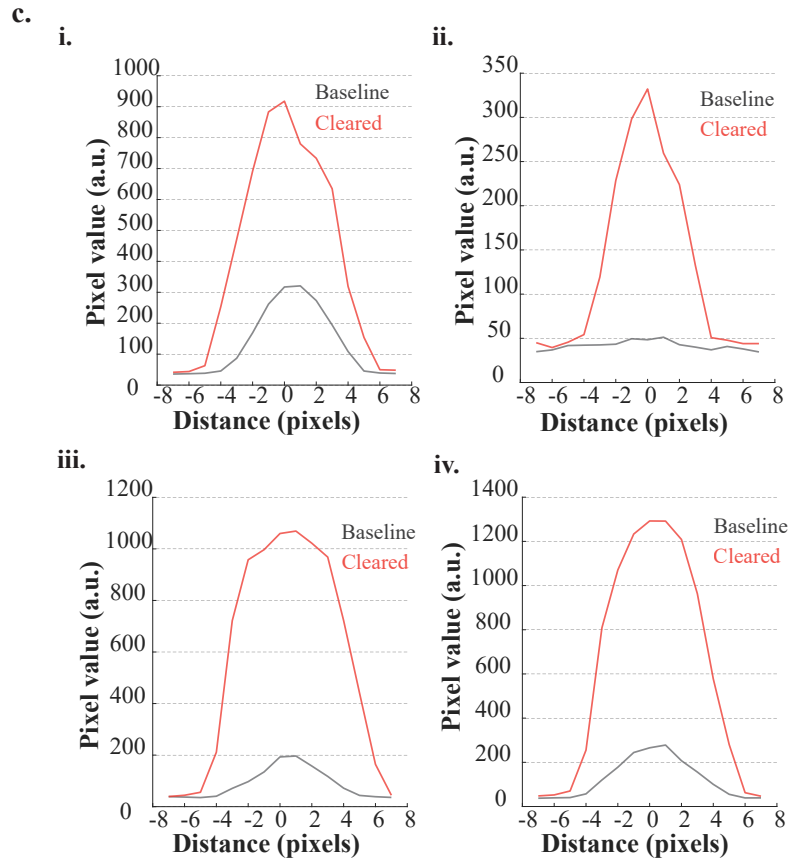 c.
i.
1000
900
800
700
600
500
400
300
200
100
0
Pixel value (a.u.)
Baseline
Cleared
-8 -6 -4 -2 0 2 4 6 8
Distance (pixels)
ii.
350
300
250
200
150
100
50
0
Pixel value (a.u.)
Baseline
Cleared
-8 -6 -4 -2 0 2 4 6 8
Distance (pixels)
iii.
1200
1000
800
600
400
200
0
Pixel value (a.u.)
Baseline
Cleared
-8 -6 -4 -2 0 2 4 6 8
Distance (pixels)
iv.
1400
1200
1000
800
600
400
200
0
Pixel value (a.u.)
Baseline
Cleared
-8 -6 -4 -2 0 2 4 6 8
Distance (pixels)